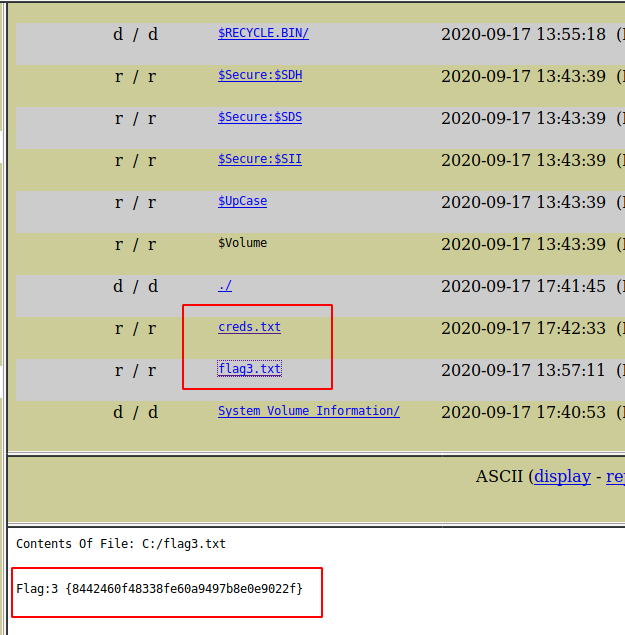 d / d $RECYCLE.BIN/ 2020-09-17 13:55:18
r / r $Secure:$SDH 2020-09-17 13:43:39
r / r $Secure:$SDS 2020-09-17 13:43:39
r / r $Secure:$SII 2020-09-17 13:43:39
r / r $UpCase 2020-09-17 13:43:39
r / r $Volume 2020-09-17 13:43:39
d / d ./ 2020-09-17 17:41:45
r / r creds.txt 2020-09-17 17:42:33
r / r flag3.txt 2020-09-17 13:57:11
d / d System Volume Information/ 2020-09-17 17:40:53
ASCII (display -
Contents Of File: C:/flag3.txt
Flag:3 {8442460f48338fe60a9497b8e0e9022f}